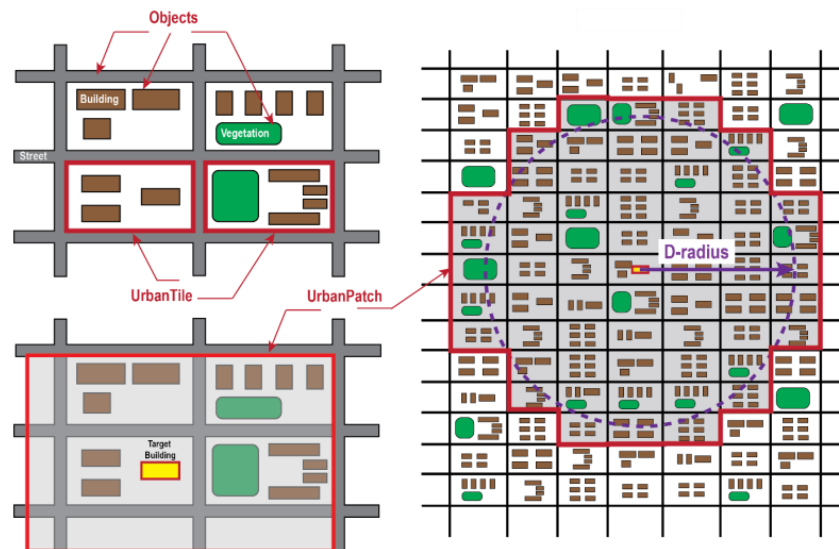 Objects
Building
Vegetation
Street
UrbanTile
UrbanPatch
Target
Building
D-radius